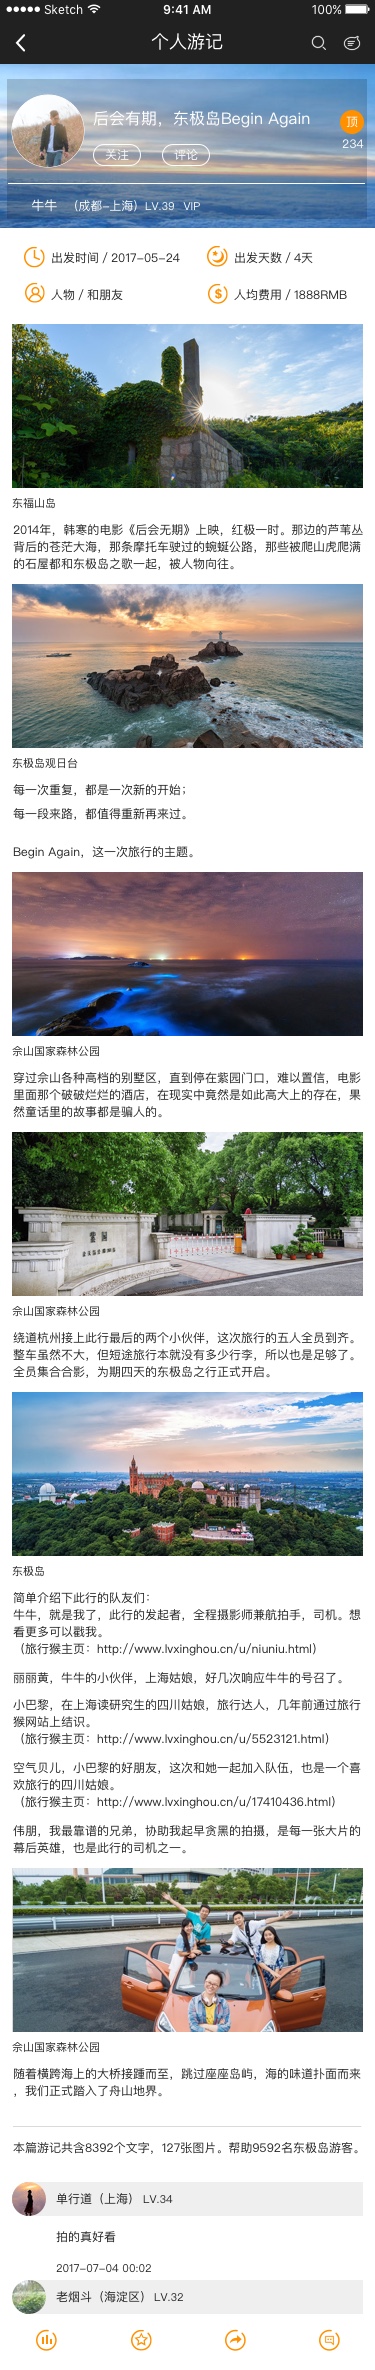 Sketch 9:41 AM 100%
个人游记
后会有期，东极岛Begin Again
顶
234
关注 评论
牛牛 （成都-上海）LV.39 VIP
出发时间 / 2017-05-24 出发天数 / 4天
人物 / 和朋友 人均费用 / 1888RMB
东福山岛
2014年，韩寒的电影《后会无期》上映，红极一时。那边的芦苇丛
背后的苍茫大海，那条摩托车驶过的蜿蜒公路，那些被爬山虎爬满
的石屋都和东极岛之歌一起，被人物向往。
东极岛观日台
每一次重复，都是一次新的开始；
每一段来路，都值得重新再来过。
Begin Again，这一次旅行的主题。
佘山国家森林公园
穿过佘山各种高档的别墅区，直到停在紫园门口，难以置信，电影
里面那个破破烂烂的酒店，在现实中竟然是如此高大上的存在，果
然童话里的故事都是骗人的。
佘山国家森林公园
绕道杭州接上此行最后的两个小伙伴，这次旅行的五人全员到齐。
整车虽然不大，但短途旅行本就没有多少行李，所以也是足够了。
全员集合合影，为期四天的东极岛之行正式开启。
东极岛
简单介绍下此行的队友们：
牛牛，就是我了，此行的发起者，全程摄影师兼航拍手，司机。想
看更多可以戳我。
（旅行猴主页：http://www.lvxinghou.cn/u/niuniu.html）
丽丽黄，牛牛的小伙伴，上海姑娘，好几次响应牛牛的号召了。
小巴黎，在上海读研究生的四川姑娘，旅行达人，几年前通过旅行
猴网站上结识。
（旅行猴主页：http://www.lvxinghou.cn/u/5523121.html）
空气贝儿，小巴黎的好朋友，这次和她一起加入队伍，也是一个喜
欢旅行的四川姑娘。
（旅行猴主页：http://www.lvxinghou.cn/u/17410436.html）
伟朋，我最靠谱的兄弟，协助我起早贪黑的拍摄，是每一张大片的
幕后英雄，也是此行的司机之一。
佘山国家森林公园
随着横跨海上的大桥接踵而至，跳过座座岛屿，海的味道扑面而来
，我们正式踏入了舟山地界。
本篇游记共含8392个文字，127张图片。帮助9592名东极岛游客。
单行道（上海） LV.34
拍的真好看
2017-07-04 00:02
老烟斗（海淀区） LV.32